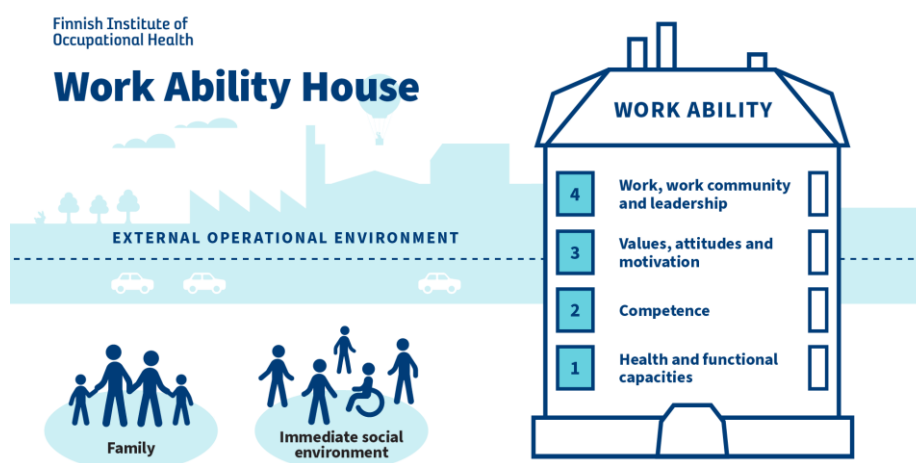 Finnish Institute of
Occupational Health
Work Ability House
WORK ABILITY
4
Work, work community
and leadership
3
Values, attitudes and
motivation
2
Competence
1
Health and functional
capacities
EXTERNAL OPERATIONAL ENVIRONMENT
Family
Immediate social
environment